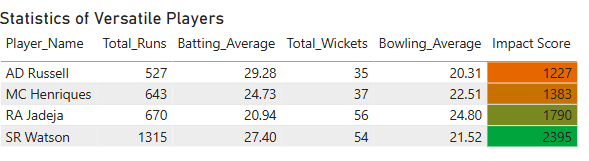 Statistics of Versatile Players
Player_Name Total_Runs Batting_Average Total_Wickets Bowling_Average Impact Score
AD Russell 527 29.28 35 20.31 1227
MC Henriques 643 24.73 37 22.51 1383
RA Jadeja 670 20.94 56 24.80 1790
SR Watson 1315 27.40 54 21.52 2395